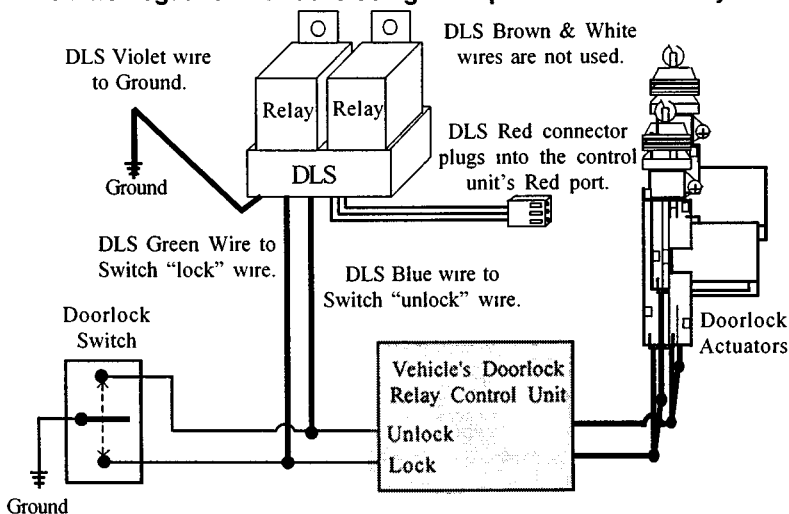 DLS Brown & White
wires are not used.
DLS Violet wire
to Ground.
Relay
Relay
DLS
DLS Red connector
plugs into the control
unit's Red port.
Ground
DLS Green Wire to
Switch “lock” wire.
DLS Blue wire to
Switch “unlock” wire.
Doorlock
Switch
Doorlock
Actuators
Vehicle's Doorlock
Relay Control Unit
Unlock
Lock
Ground